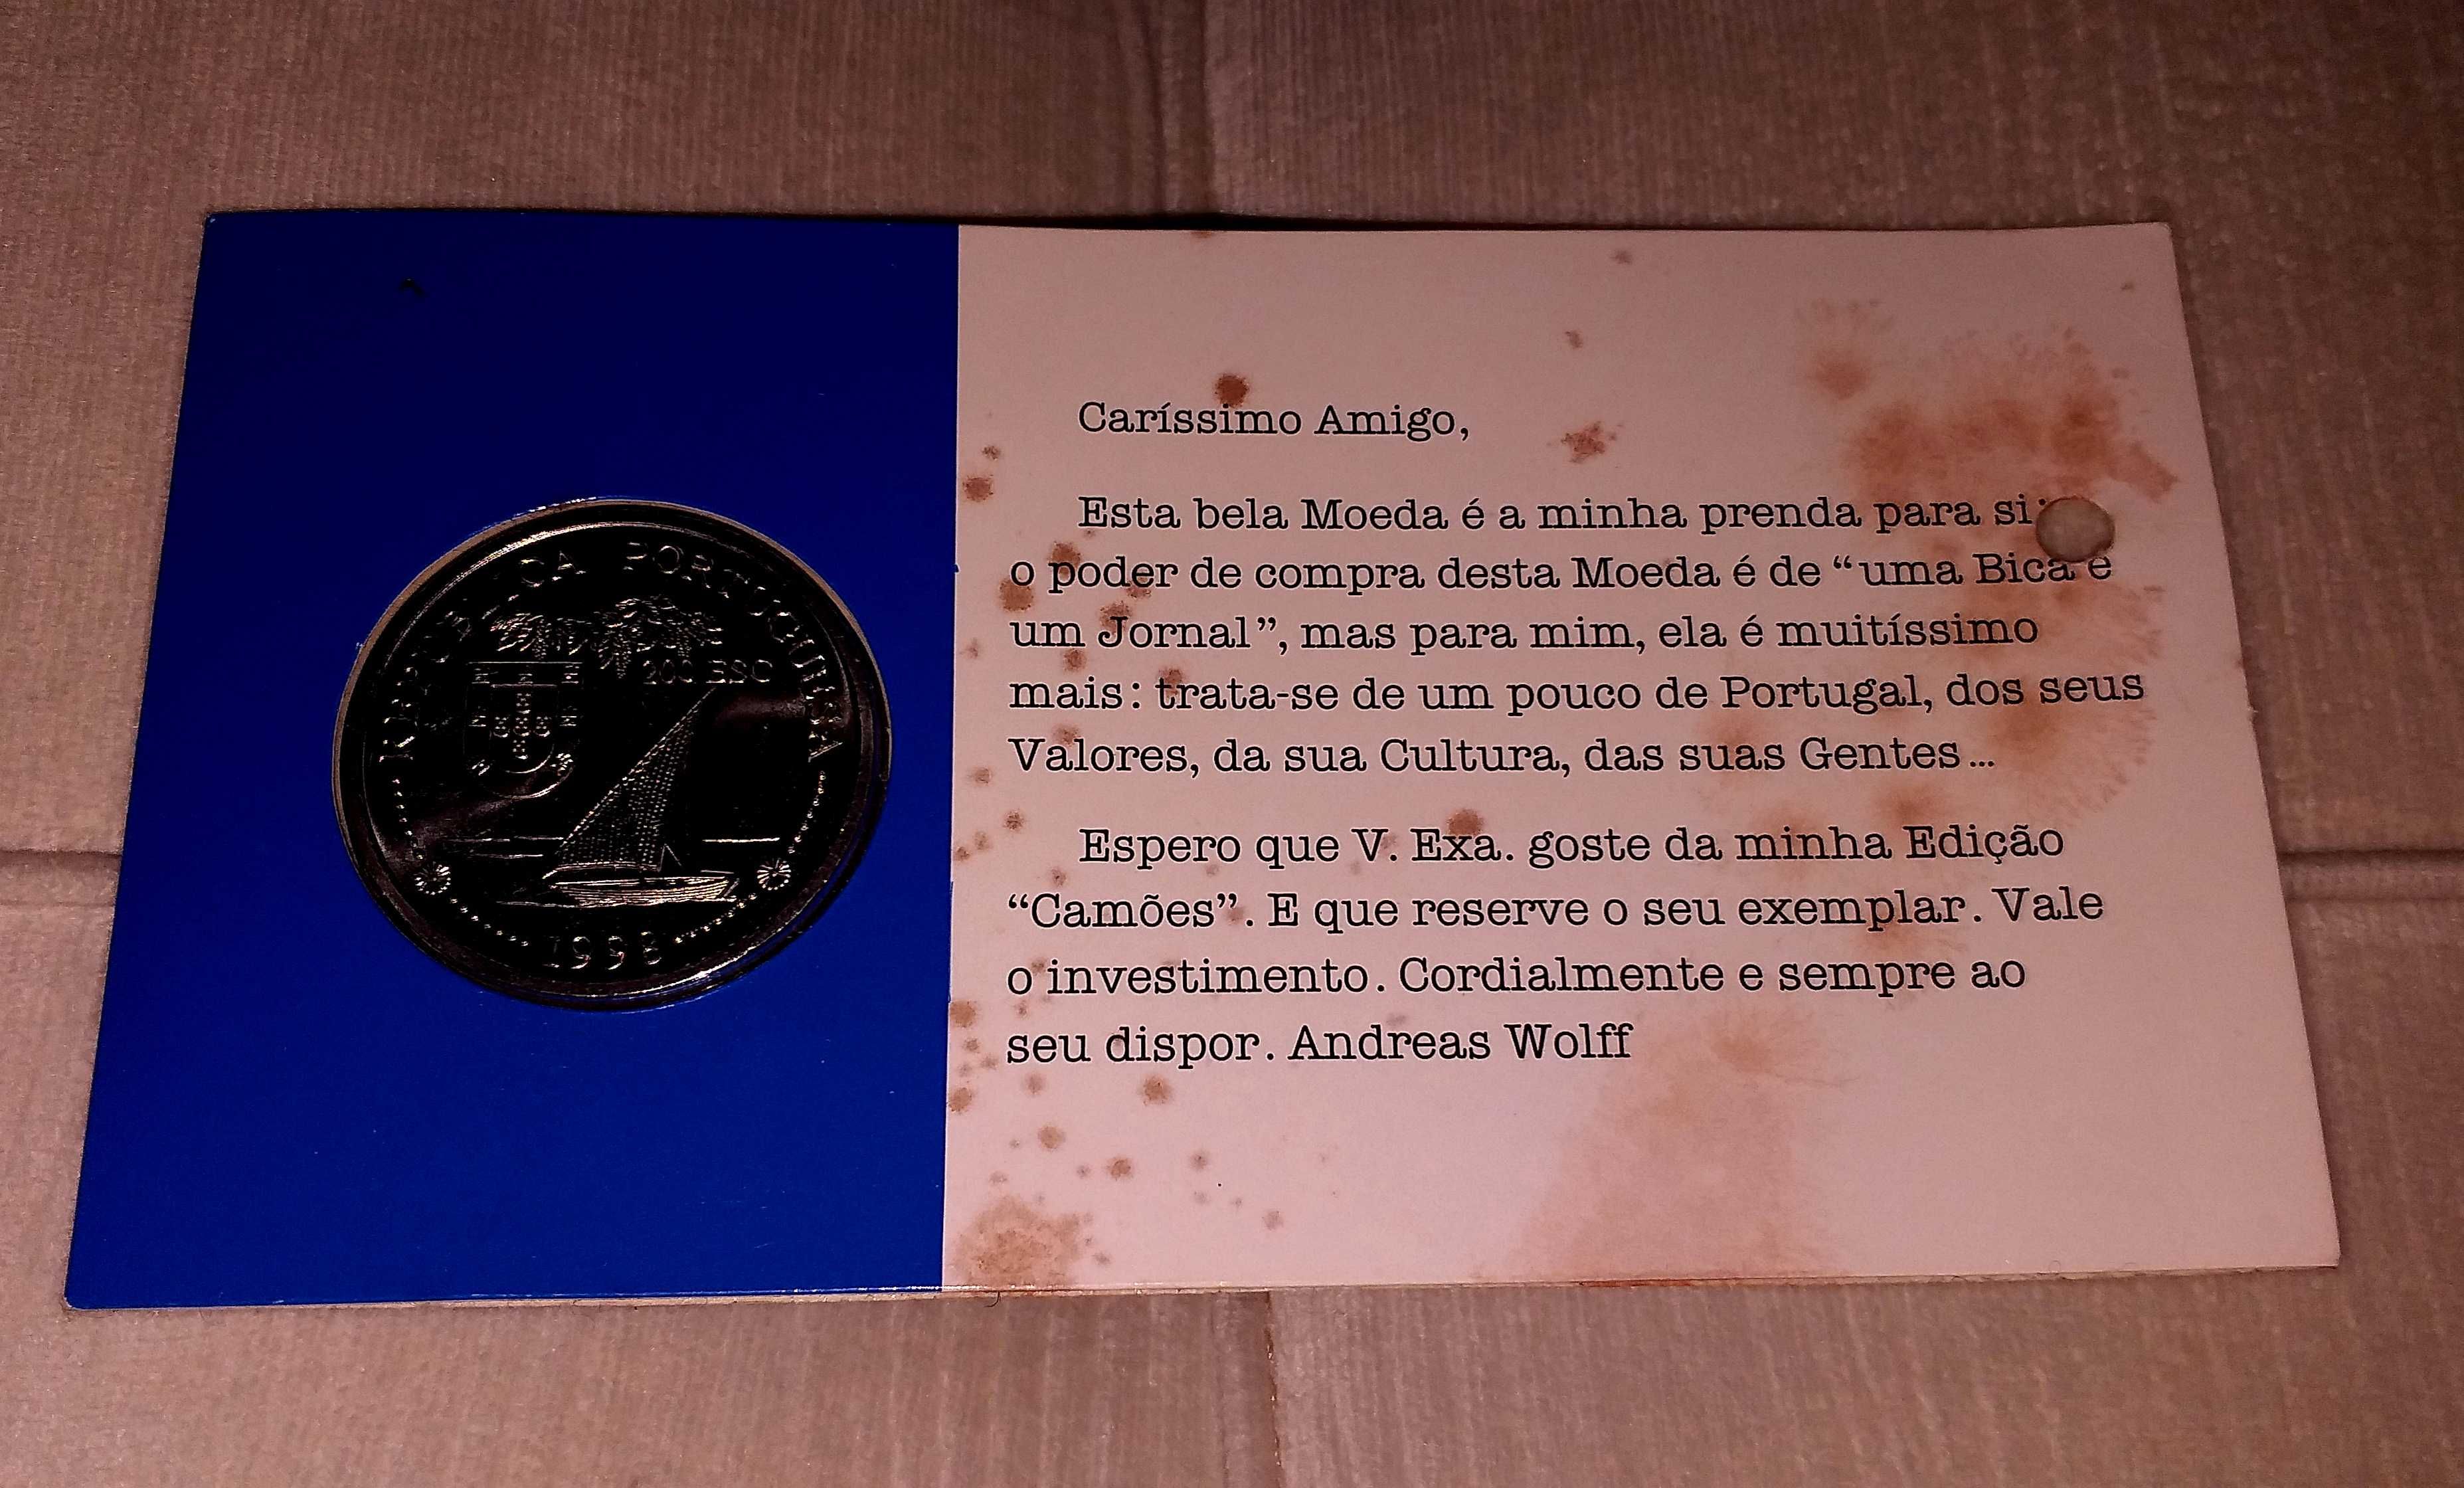 REPUBLICA PORTUGUESA
200 ESC
1998
Caríssimo Amigo,
Esta bela Moeda é a minha prenda para si:
o poder de compra desta Moeda é de “uma Bica e
um Jornal”, mas para mim, ela é muitíssimo
mais: trata-se de um pouco de Portugal, dos seus
Valores, da sua Cultura, das suas Gentes...
Espero que V. Exa. goste da minha Edição
“Camões”. E que reserve o seu exemplar. Vale
o investimento. Cordialmente e sempre ao
seu dispor. Andreas Wolff